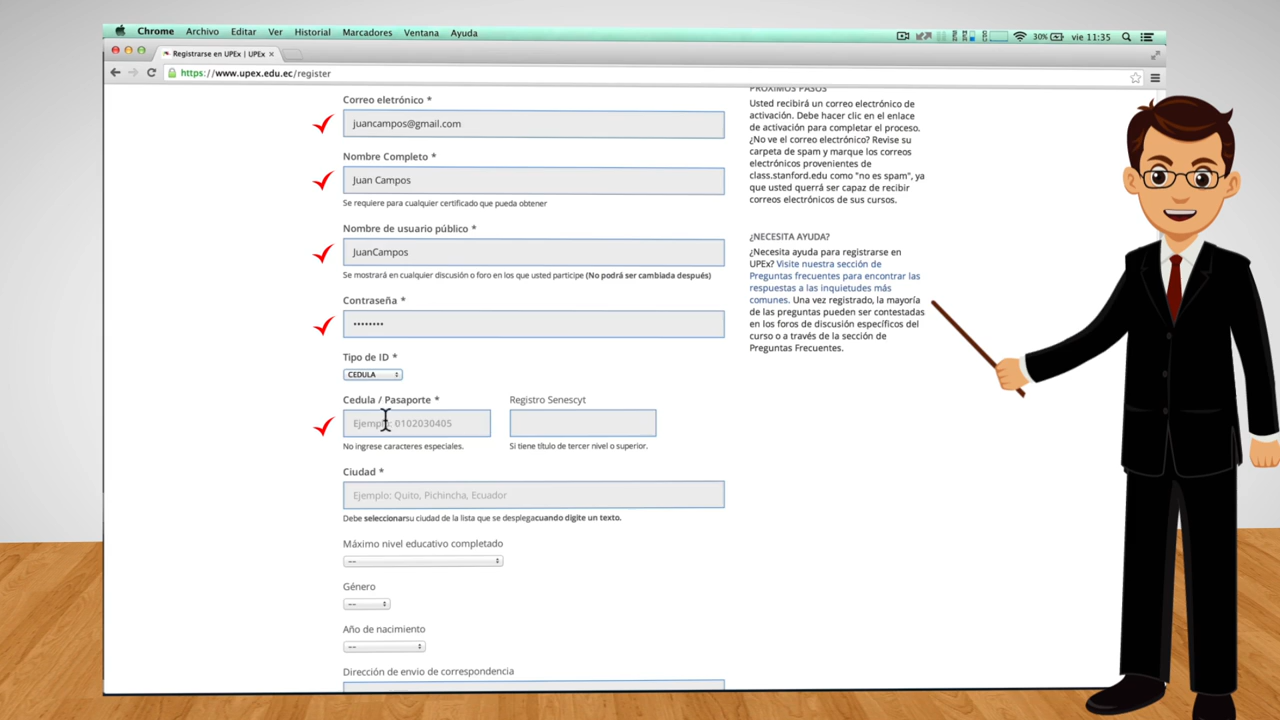 Chrome Archivo Editar Ver Historial Marcadores Ventana Ayuda 30% vie 11:35
Registrarse en UPEx | UPEx ×
https://www.upex.edu.ec/register
Correo eletrónico *
juancampos@gmail.com
Nombre Completo *
Juan Campos
Se requiere para cualquier certificado que pueda obtener
Nombre de usuario público *
JuanCampos
Se mostrará en cualquier discusión o foro en los que usted participe (No podrá ser cambiada después)
Contraseña *
••••••••
Tipo de ID *
CEDULA
Cedula / Pasaporte *
Ejemplo: 0102030405
No ingrese caracteres especiales.
Registro Senescyt
Si tiene título de tercer nivel o superior.
Ciudad *
Ejemplo: Quito, Pichincha, Ecuador
Debe seleccionarsu ciudad de la lista que se desplegacuando digite un texto.
Máximo nivel educativo completado
--
Género
--
Año de nacimiento
--
Dirección de envio de correspondencia
PRÓXIMOS PASOS
Usted recibirá un correo electrónico de
activación. Debe hacer clic en el enlace
de activación para completar el proceso.
¿No ve el correo electrónico? Revise su
carpeta de spam y marque los correos
electrónicos provenientes de
class.stanford.edu como "no es spam", ya
que usted querrá ser capaz de recibir
correos electrónicos de sus cursos.
¿NECESITA AYUDA?
¿Necesita ayuda para registrarse en
UPEx? Visite nuestra sección de
Preguntas frecuentes para encontrar las
respuestas a las inquietudes más
comunes. Una vez registrado, la mayoría
de las preguntas pueden ser contestadas
en los foros de discusión específicos del
curso o a través de la sección de
Preguntas Frecuentes.